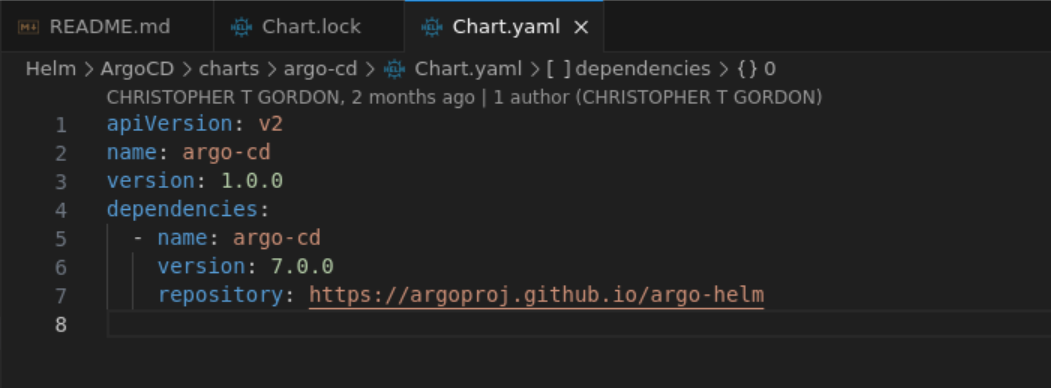 README.md Chart.lock Chart.yaml
Helm > ArgoCD > charts > argo-cd > Chart.yaml > [ ] dependencies > {} 0
CHRISTOPHER T GORDON, 2 months ago | 1 author (CHRISTOPHER T GORDON)
1 apiVersion: v2
2 name: argo-cd
3 version: 1.0.0
4 dependencies:
5   - name: argo-cd
6     version: 7.0.0
7     repository: https://argoproj.github.io/argo-helm
8